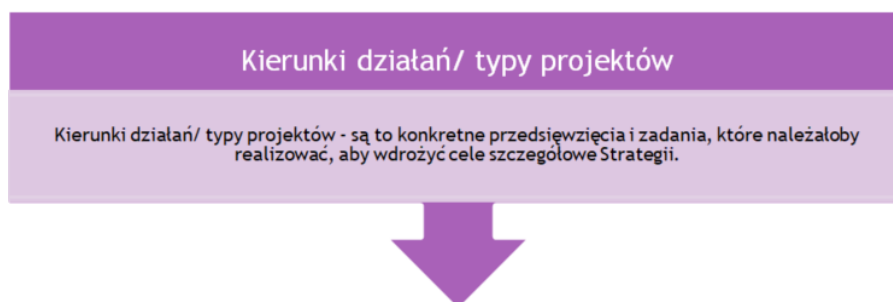 Kierunki działań/ typy projektów
Kierunki działań/ typy projektów - są to konkretne przedsięwzięcia i zadania, które należałoby
realizować, aby wdrożyć cele szczegółowe Strategii.